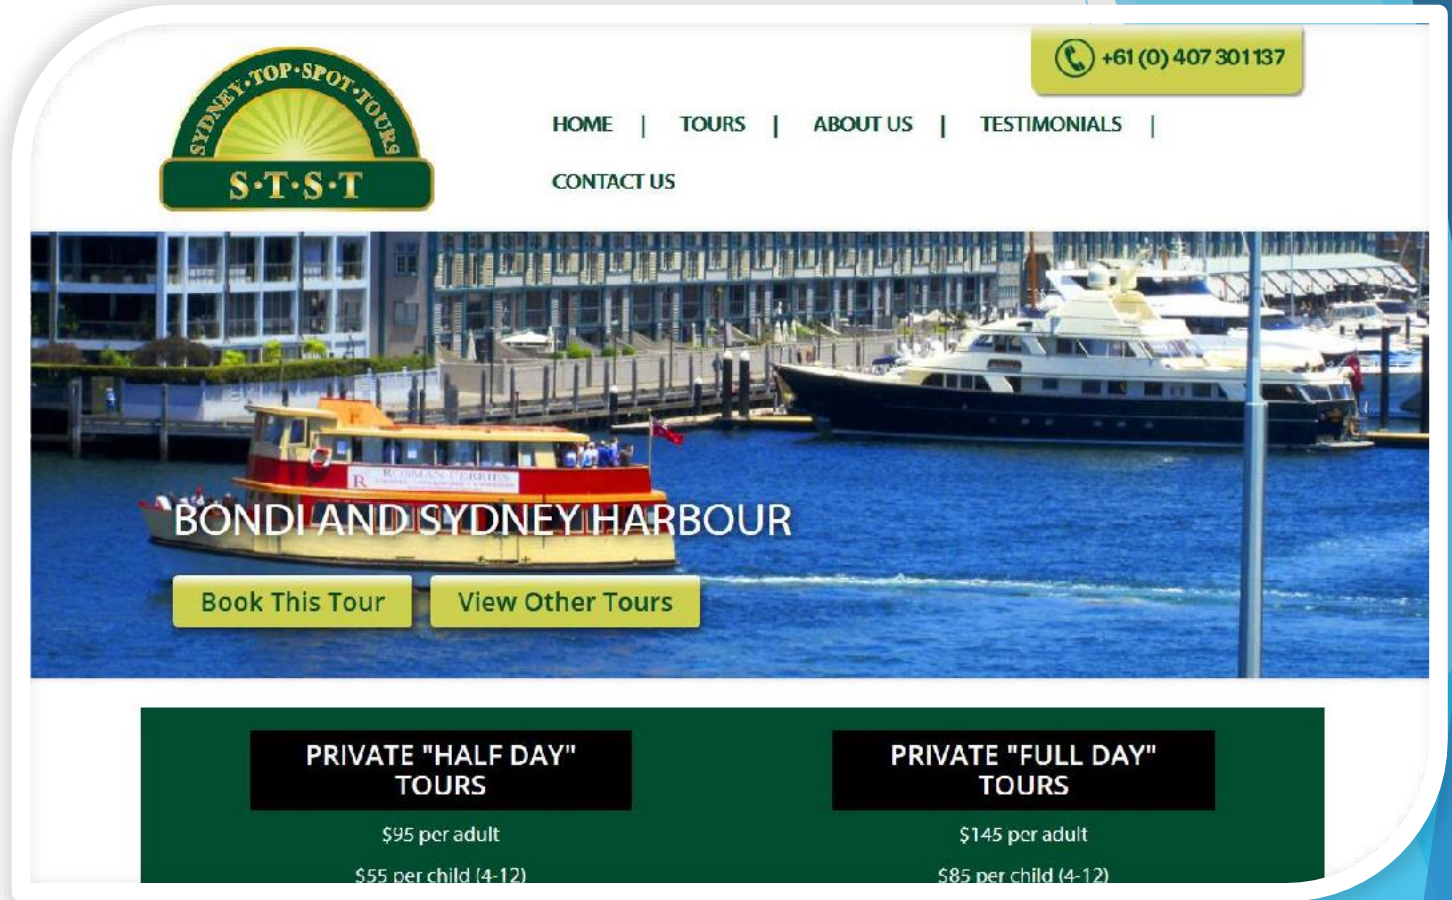 SYDNEY·TOP·SPOT·TOURS
S·T·S·T
+61 (0) 407 301 137
HOME | TOURS | ABOUT US | TESTIMONIALS |
CONTACT US
ROSMAN FERRIES
R
BONDI AND SYDNEY HARBOUR
Book This Tour
View Other Tours
PRIVATE "HALF DAY"
TOURS
$95 per adult
$55 per child (4-12)
PRIVATE "FULL DAY"
TOURS
$145 per adult
$85 per child (4-12)